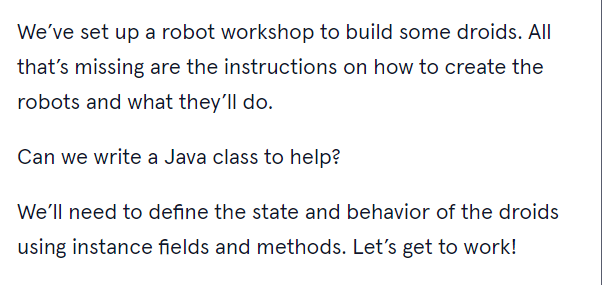 We’ve set up a robot workshop to build some droids. All
that’s missing are the instructions on how to create the
robots and what they’ll do.
Can we write a Java class to help?
We’ll need to define the state and behavior of the droids
using instance fields and methods. Let’s get to work!